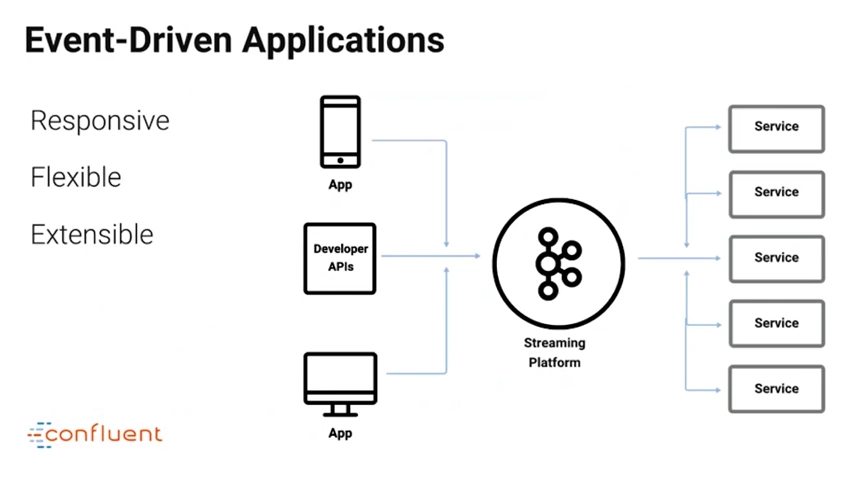 Event-Driven Applications
Responsive
Flexible
Extensible
App
Developer
APIs
App
Streaming
Platform
Service
Service
Service
Service
Service
confluent